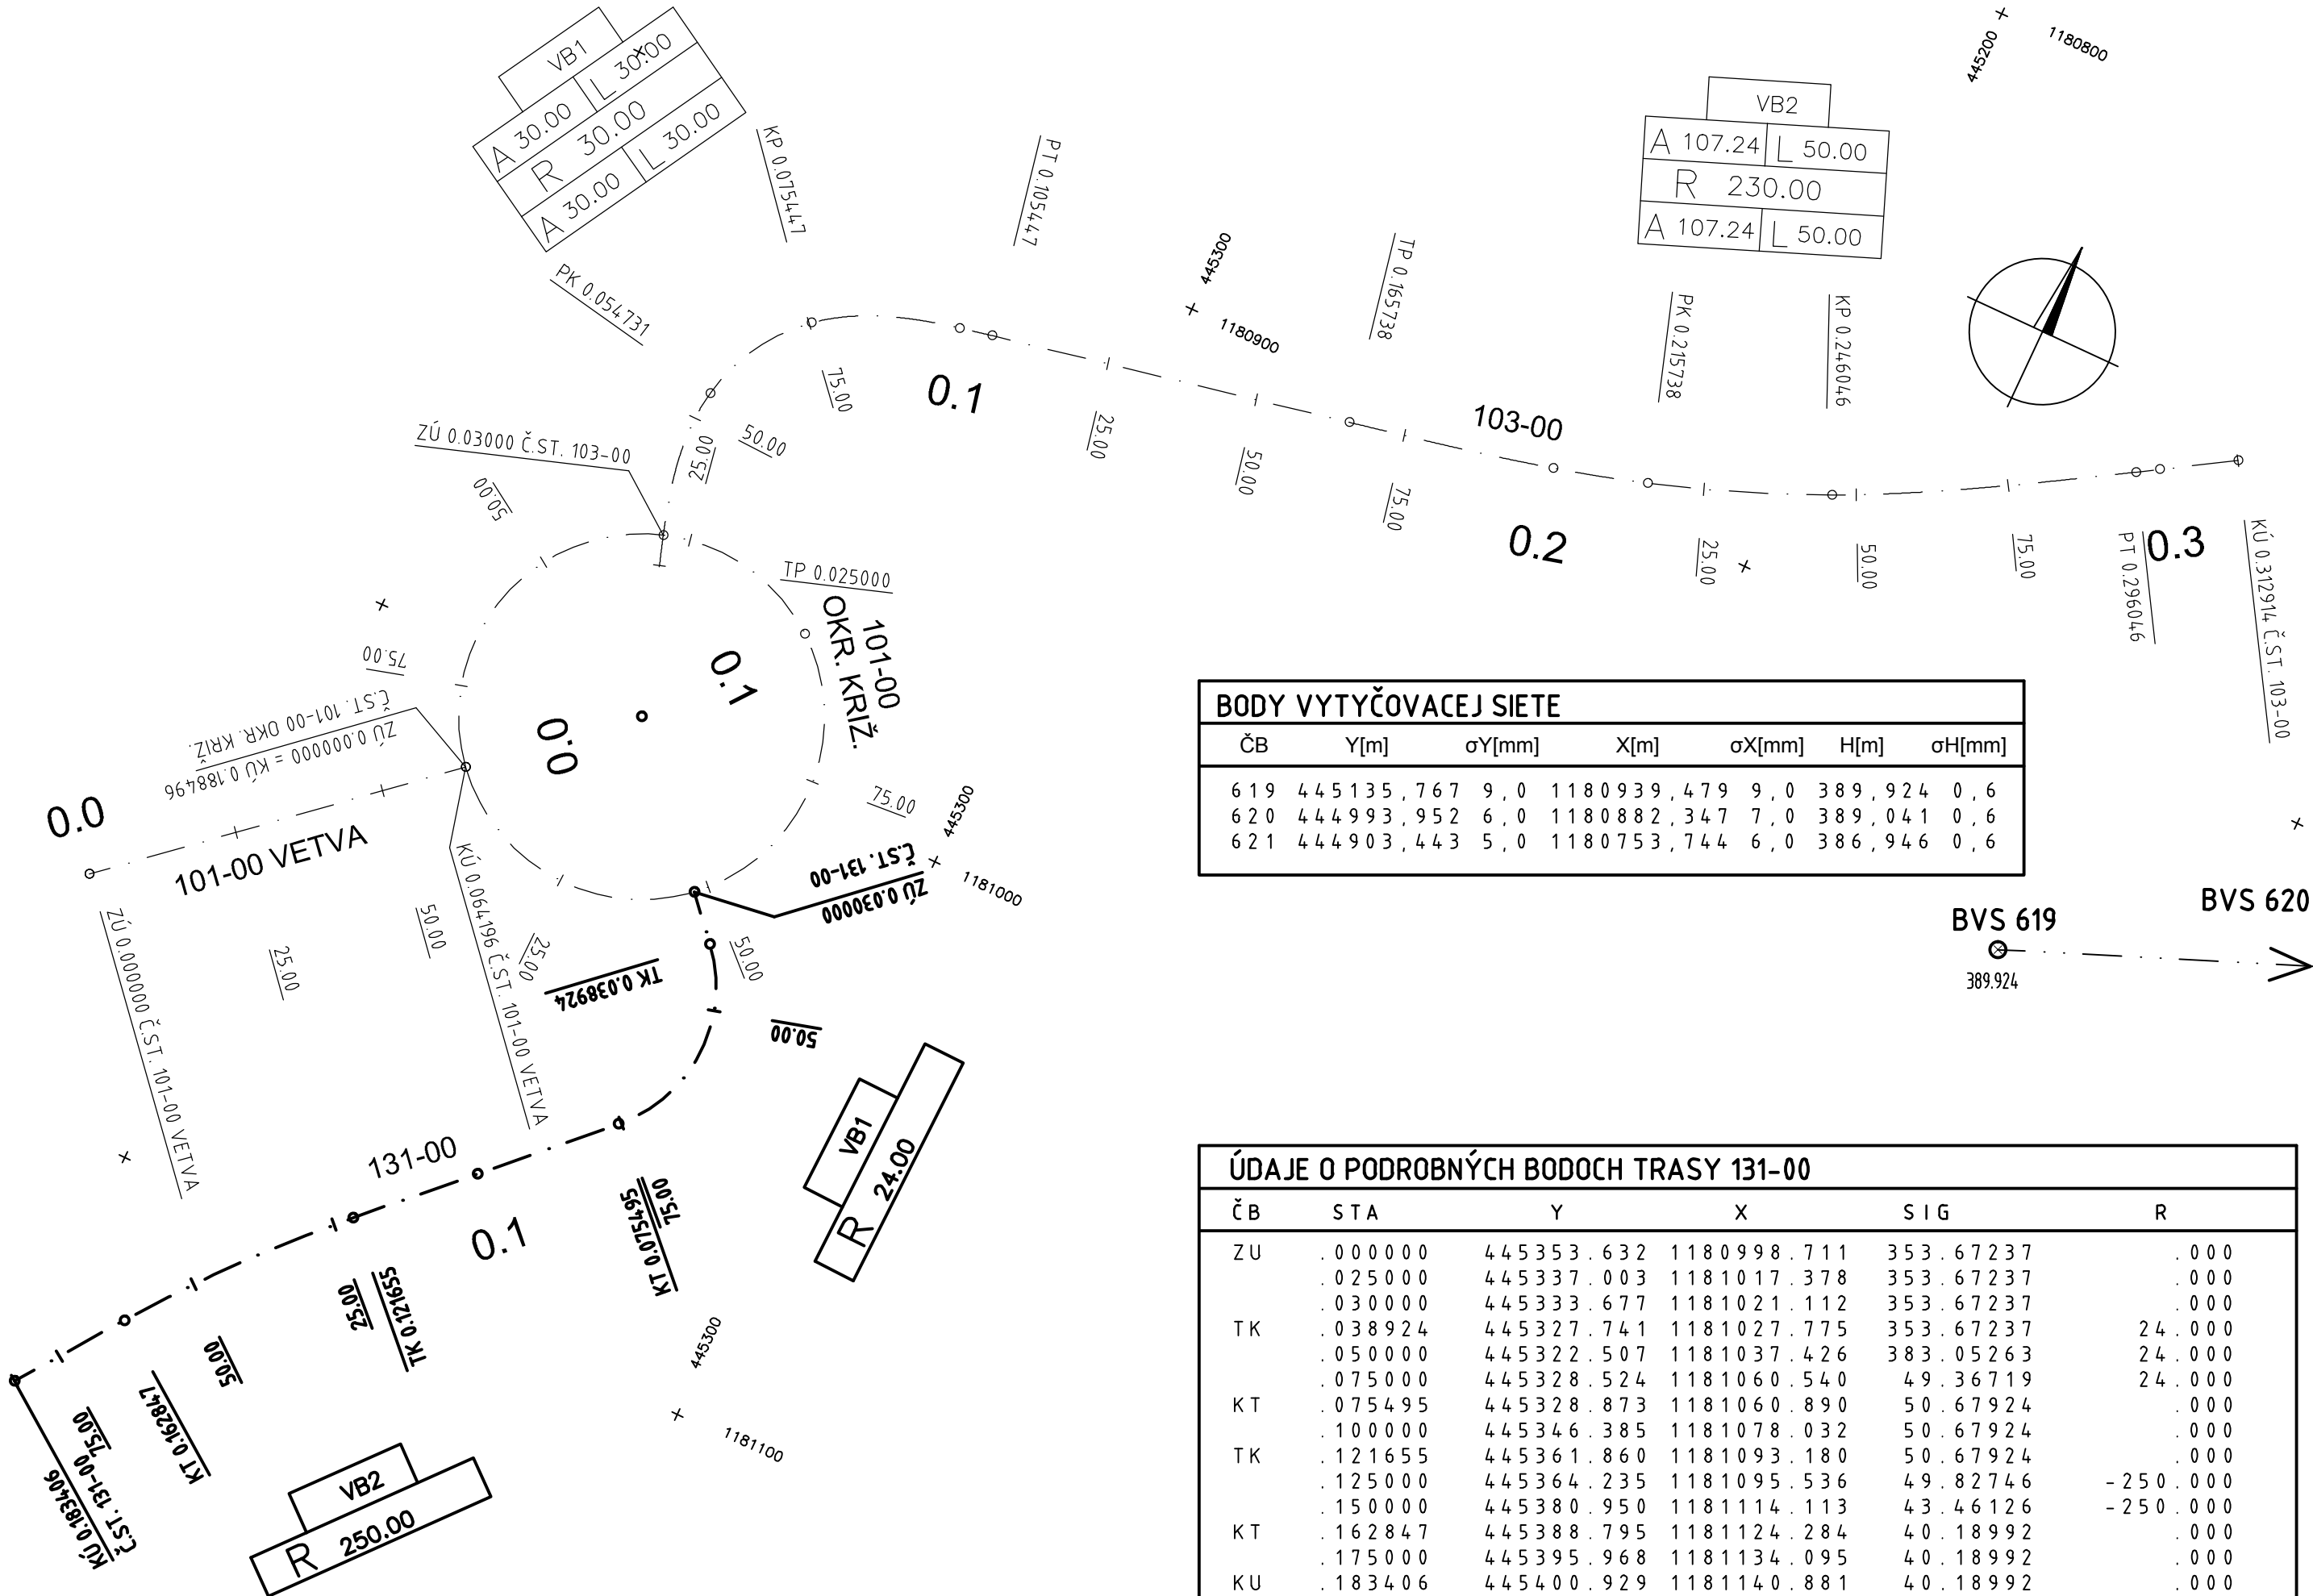 VB1
A 30.00 L 30.00
R 30.00
A 30.00 L 30.00
KP 0.075447
PT 0.105447
445300
1180900
TP 0.165738
VB2
A 107.24 L 50.00
R 230.00
A 107.24 L 50.00
445200
1180800
PK 0.215738
KP 0.246046
PK 0.054731
ZÚ 0.03000 Č.ST. 103-00
50.00
25.00
50.00
75.00
0.1
25.00
50.00
75.00
103-00
0.2
25.00
50.00
75.00
PT 0.296046
0.3
KÚ 0.312914 Č.ST. 103-00
TP 0.025000
101-00
OKR. KRIŽ.
0.1
0.0
75.00
ZÚ 0.000000 = KÚ 0.188496
Č.ST. 101-00 OKR. KRIŽ.
0.0
101-00 VETVA
ZÚ 0.000000 Č.ST. 101-00 VETVA
25.00
50.00
KÚ 0.064196 Č.ST. 101-00 VETVA
25.00
50.00
75.00
445300
1181000
ZÚ 0.030000
Č.ST. 131-00
TK 0.038924
50.00
VB1
R 24.00
131-00
0.1
75.00
KT 0.075495
445300
1181100
25.00
TK 0.121655
50.00
KT 0.162847
75.00
KÚ 0.183406
Č.ST. 131-00
VB2
R 250.00
BODY VYTYČOVACEJ SIETE
ČB Y[m] σY[mm] X[m] σX[mm] H[m] σH[mm]
619 445135,767 9,0 1180939,479 9,0 389,924 0,6
620 444993,952 6,0 1180882,347 7,0 389,041 0,6
621 444903,443 5,0 1180753,744 6,0 386,946 0,6
BVS 619
389.924
BVS 620
ÚDAJE O PODROBNÝCH BODOCH TRASY 131-00
ČB STA Y X SIG R
ZU .000000 445353.632 1180998.711 353.67237 .000
.025000 445337.003 1181017.378 353.67237 .000
.030000 445333.677 1181021.112 353.67237 .000
TK .038924 445327.741 1181027.775 353.67237 24.000
.050000 445322.507 1181037.426 383.05263 24.000
.075000 445328.524 1181060.540 49.36719 24.000
KT .075495 445328.873 1181060.890 50.67924 .000
.100000 445346.385 1181078.032 50.67924 .000
TK .121655 445361.860 1181093.180 50.67924 .000
.125000 445364.235 1181095.536 49.82746 -250.000
.150000 445380.950 1181114.113 43.46126 -250.000
KT .162847 445388.795 1181124.284 40.18992 .000
.175000 445395.968 1181134.095 40.18992 .000
KU .183406 445400.929 1181140.881 40.18992 .000